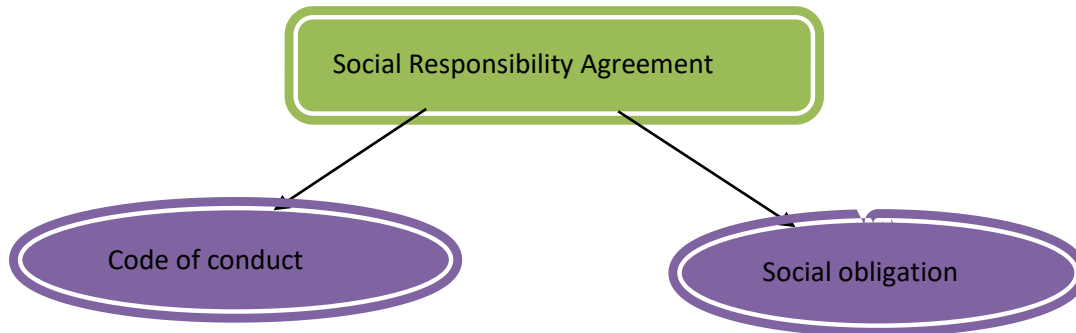 Social Responsibility Agreement
Code of conduct
Social obligation